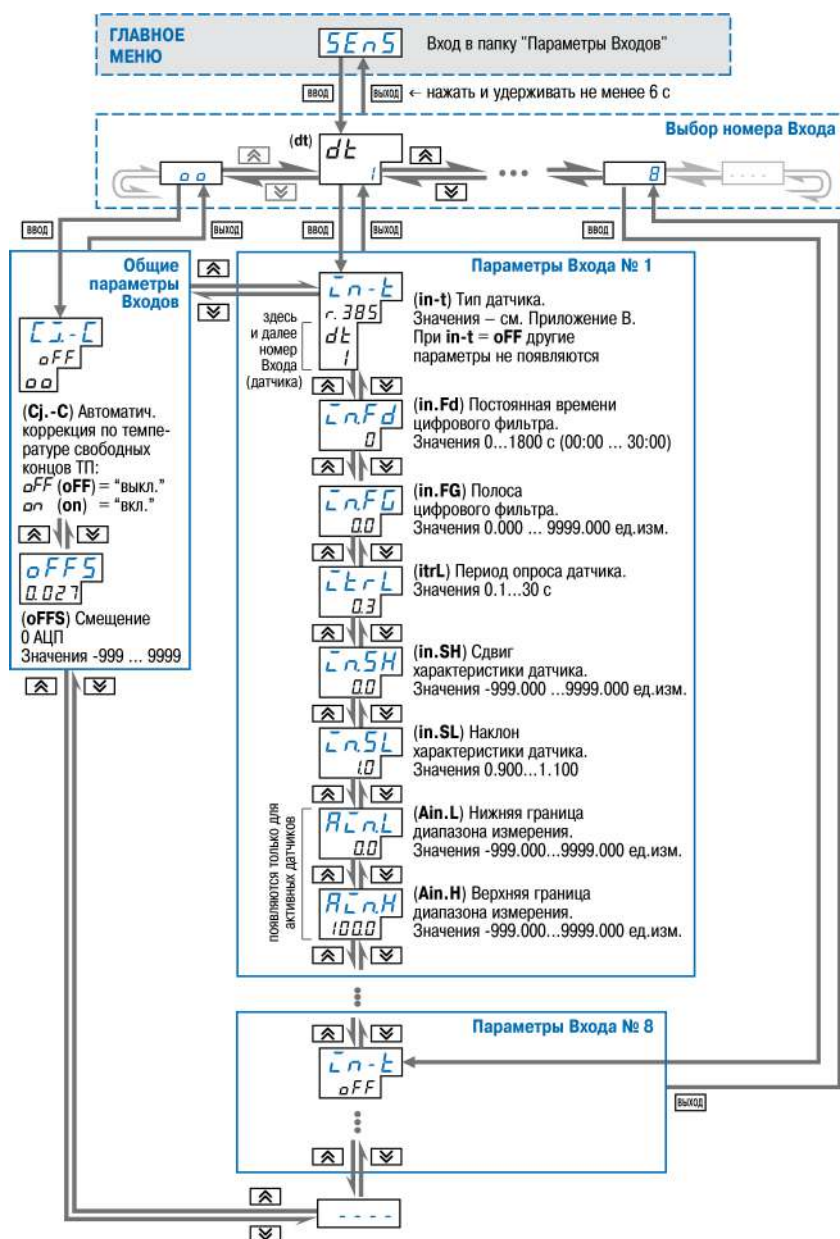 ГЛАВНОЕ
МЕНЮ
SEnS
Вход в папку "Параметры Входов"
ВВОД
ВЫХОД
← нажать и удерживать не менее 6 с
Выбор номера Входа
(dt)
dt
1
oo
8
- - - -
ВВОД
ВЫХОД
ВВОД
ВЫХОД
ВВОД
Общие
параметры
Входов
Cj.-C
oFF
oo
(Cj.-C) Автоматич.
коррекция по темпе-
ратуре свободных
концов ТП:
oFF (oFF) = “выкл.”
on (on) = “вкл.”
oFFS
0.027
(oFFS) Смещение
0 АЦП
Значения -999 ... 9999
Параметры Входа № 1
in-t
r.385
dt
1
здесь
и далее
номер
Входа
(датчика)
(in-t) Тип датчика.
Значения – см. Приложение В.
При in-t = oFF другие
параметры не появляются
in.Fd
0
(in.Fd) Постоянная времени
цифрового фильтра.
Значения 0...1800 с (00:00 ... 30:00)
in.FG
0.0
(in.FG) Полоса
цифрового фильтра.
Значения 0.000 ... 9999.000 ед.изм.
itrL
0.3
(itrL) Период опроса датчика.
Значения 0.1...30 с
in.SH
0.0
(in.SH) Сдвиг
характеристики датчика.
Значения -999.000 ...9999.000 ед.изм.
in.SL
1.0
(in.SL) Наклон
характеристики датчика.
Значения 0.900...1.100
появляются только для
активных датчиков
Ain.L
0.0
(Ain.L) Нижняя граница
диапазона измерения.
Значения -999.000...9999.000 ед.изм.
Ain.H
100.0
(Ain.H) Верхняя граница
диапазона измерения.
Значения -999.000...9999.000 ед.изм.
Параметры Входа № 8
in-t
oFF
ВЫХОД
- - - -